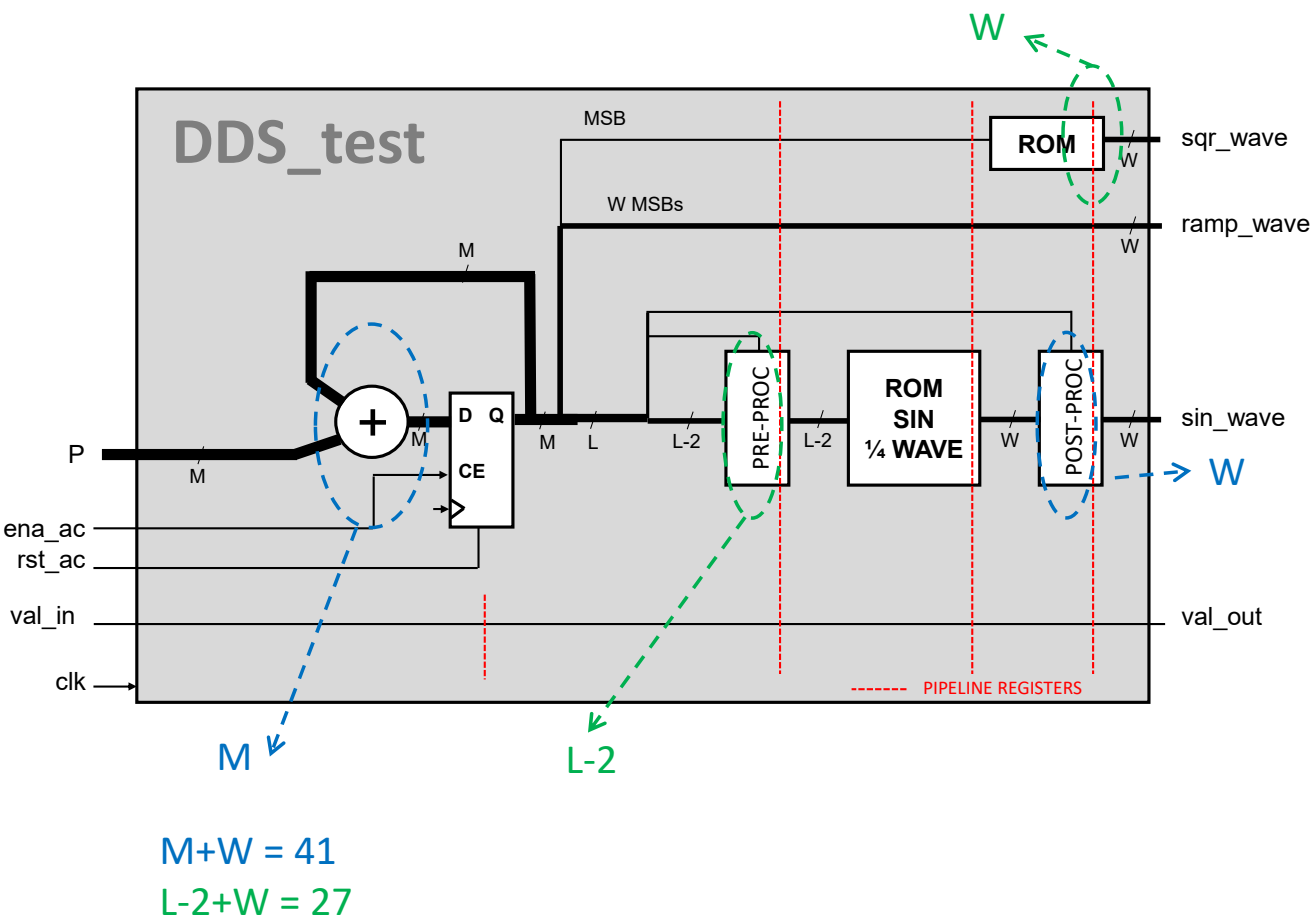 W
DDS_test
MSB
ROM
W
sqr_wave
W MSBs
W
ramp_wave
M
P
M
+
M
D Q
CE
M
L
L-2
PRE-PROC
L-2
ROM
SIN
¼ WAVE
W
POST-PROC
W
sin_wave
W
ena_ac
rst_ac
val_in
val_out
clk
PIPELINE REGISTERS
M
L-2
M+W = 41
L-2+W = 27